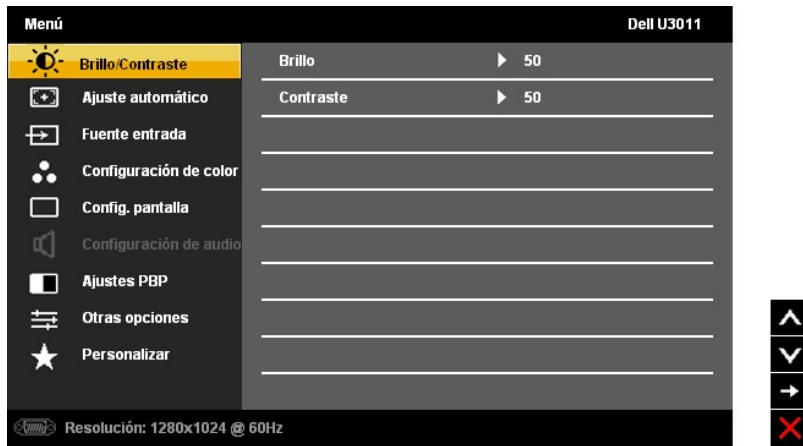 Menú
Dell U3011
Brillo/Contraste
Brillo 50
Ajuste automático
Contraste 50
Fuente entrada
Configuración de color
Config. pantalla
Configuración de audio
Ajustes PBP
Otras opciones
Personalizar
Resolución: 1280x1024 @ 60Hz